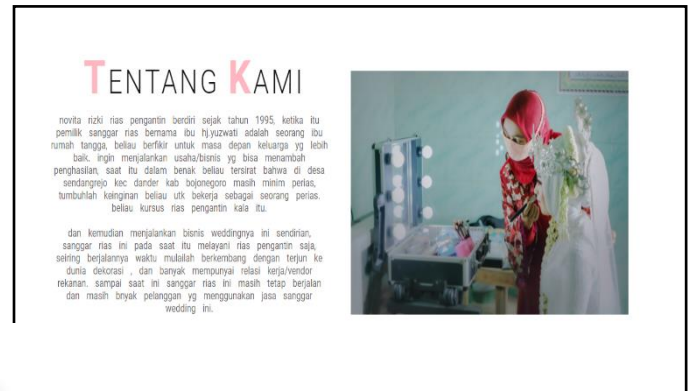 TENTANG KAMI
novita rizki rias pengantin berdiri sejak tahun 1995, ketika itu
pemilik sanggar rias bernama ibu hj.yuzwati adalah seorang ibu
rumah tangga, beliau berfikir untuk masa depan keluarga yg lebih
baik. ingin menjalankan usaha/bisnis yg bisa menambah
penghasilan, saat itu dalam benak beliau tersirat bahwa di desa
sendangrejo kec dander kab bojonegoro masih minim perias,
tumbuhlah keinginan beliau utk bekerja sebagai seorang perias.
beliau kursus rias pengantin kala itu.
dan kemudian menjalankan bisnis weddingnya ini sendirian,
sanggar rias ini pada saat itu melayani rias pengantin saja,
seiring berjalannya waktu mulailah berkembang dengan terjun ke
dunia dekorasi , dan banyak mempunyai relasi kerja/vendor
rekanan. sampai saat ini sanggar rias ini masih tetap berjalan
dan masih bnyak pelanggan yg menggunakan jasa sanggar
wedding ini.